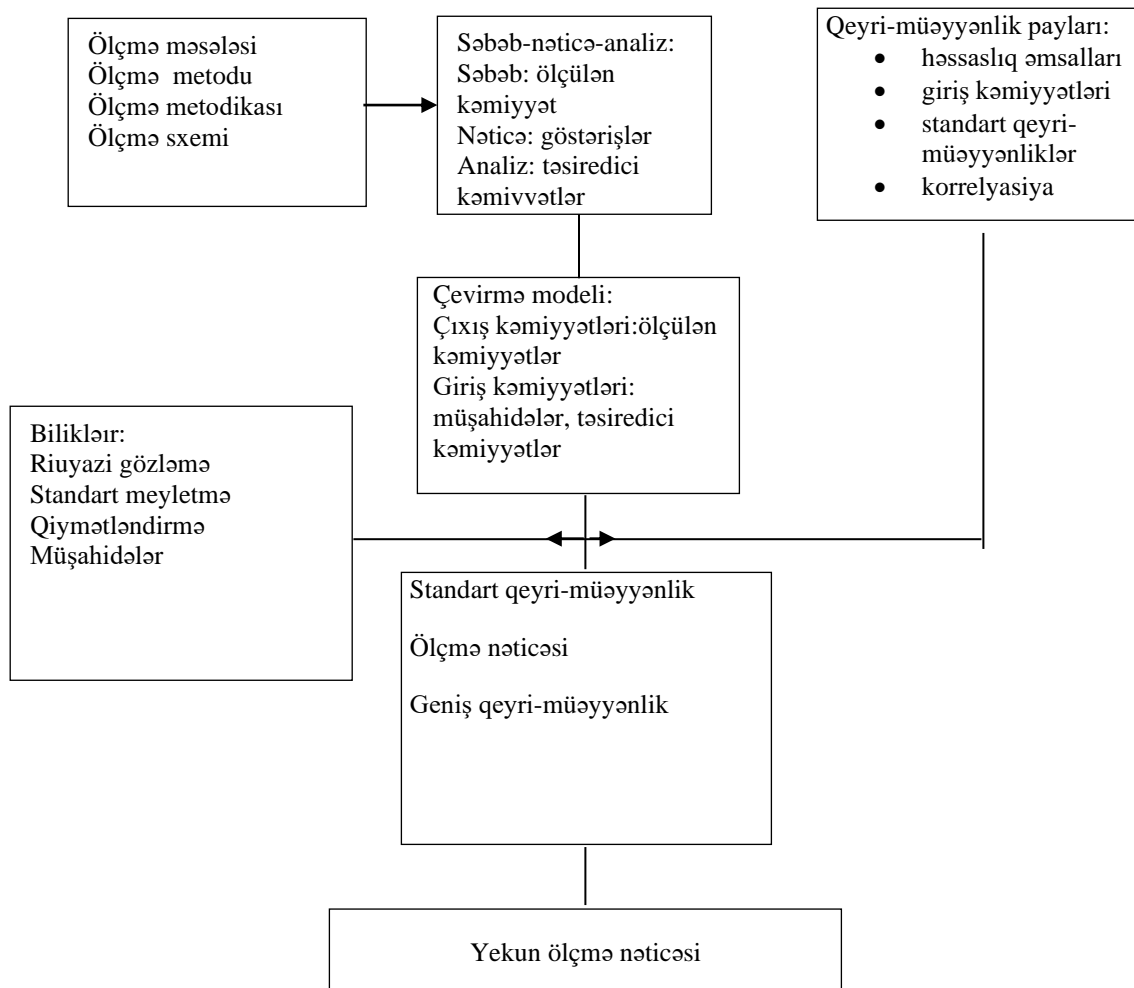 Ölçmə məsələsi
Ölçmə metodu
Ölçmə metodikası
Ölçmə sxemi
Səbəb-nəticə-analiz:
Səbəb: ölçülən
kəmiyyət
Nəticə: göstərişlər
Analiz: təsiredici
kəmivvətlər
Qeyri-müəyyənlik payları:
• həssaslıq əmsalları
• giriş kəmiyyətləri
• standart qeyri-
müəyyənliklər
• korrelyasiya
Çevirmə modeli:
Çıxış kəmiyyətləri:ölçülən
kəmiyyətlər
Giriş kəmiyyətləri:
müşahidələr, təsiredici
kəmiyyətlər
Bilikləır:
Riuyazi gözləmə
Standart meyletmə
Qiymətləndirmə
Müşahidələr
Standart qeyri-müəyyənlik
Ölçmə nəticəsi
Geniş qeyri-müəyyənlik
Yekun ölçmə nəticəsi